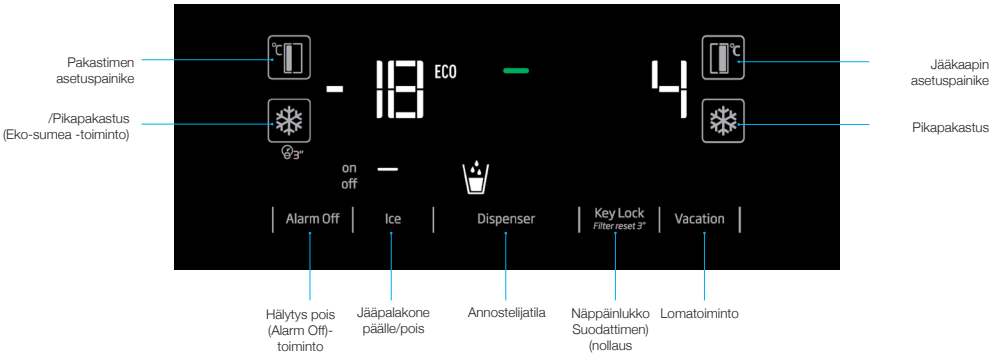 Pakastimen
asetuspainike
/Pikapakastus
(Eko-sumea -toiminto)
°C
3"
-18 ECO
4
°C
Jääkaapin
asetuspainike
Pikapakastus
on
off
Alarm Off
Ice
Dispenser
Key Lock
Filter reset 3"
Vacation
Hälytys pois
(Alarm Off)-
toiminto
Jääpalakone
päälle/pois
Annostelijatila
Näppäinlukko
Suodattimen)
(nollaus
Lomatoiminto